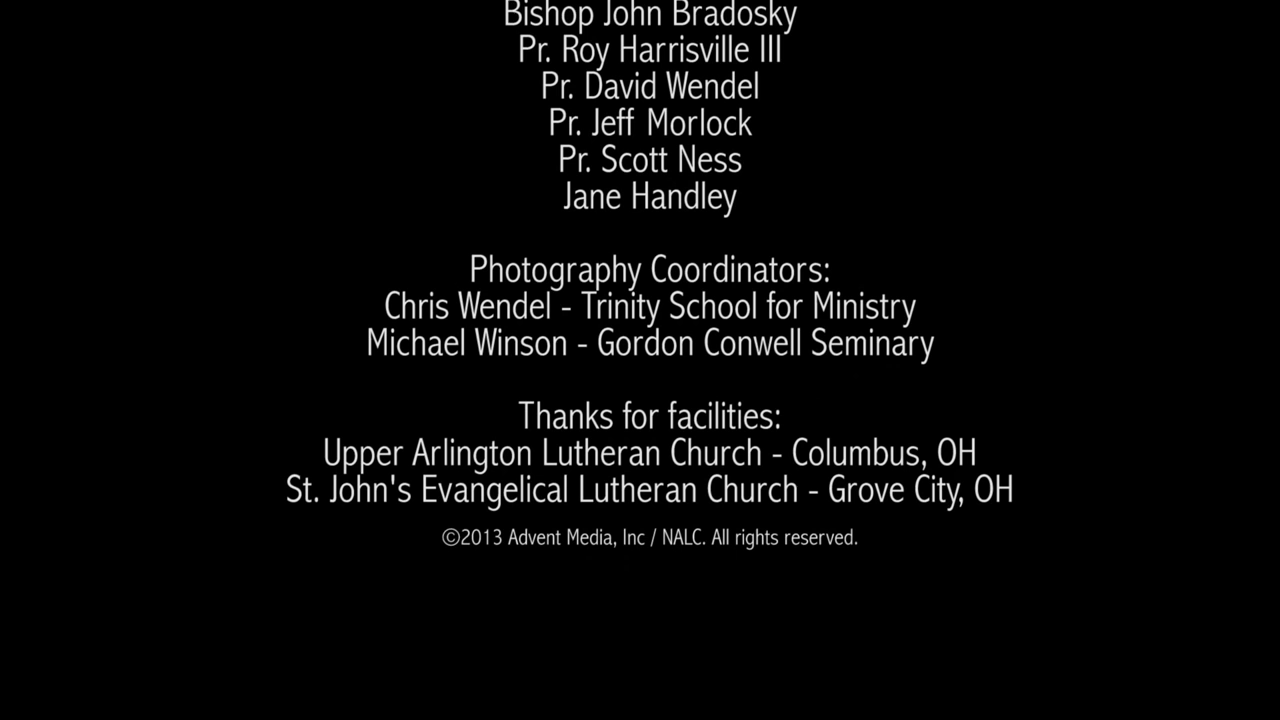 Bishop John Bradosky
Pr. Roy Harrisville III
Pr. David Wendel
Pr. Jeff Morlock
Pr. Scott Ness
Jane Handley
Photography Coordinators:
Chris Wendel - Trinity School for Ministry
Michael Winson - Gordon Conwell Seminary
Thanks for facilities:
Upper Arlington Lutheran Church - Columbus, OH
St. John's Evangelical Lutheran Church - Grove City, OH
©2013 Advent Media, Inc / NALC. All rights reserved.